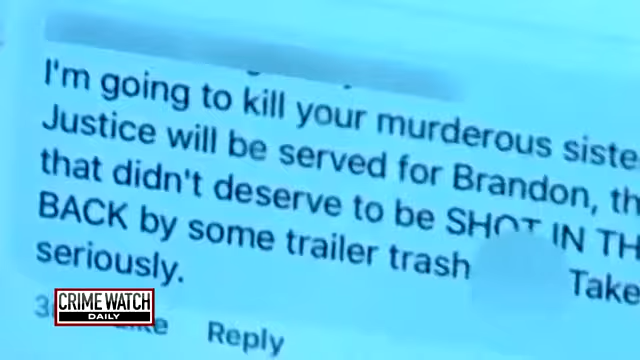 I'm going to kill your murderous siste
Justice will be served for Brandon, th
that didn't deserve to be SHOT IN TH
BACK by some trailer trash Take
seriously.
Like Reply
CRIME WATCH
DAILY